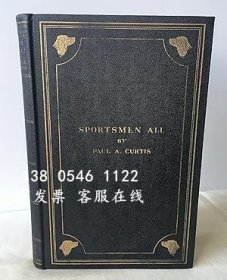 SPORTSMEN ALL
BY
PAUL A. CURTIS
138 0546 1122
发票 客服在线